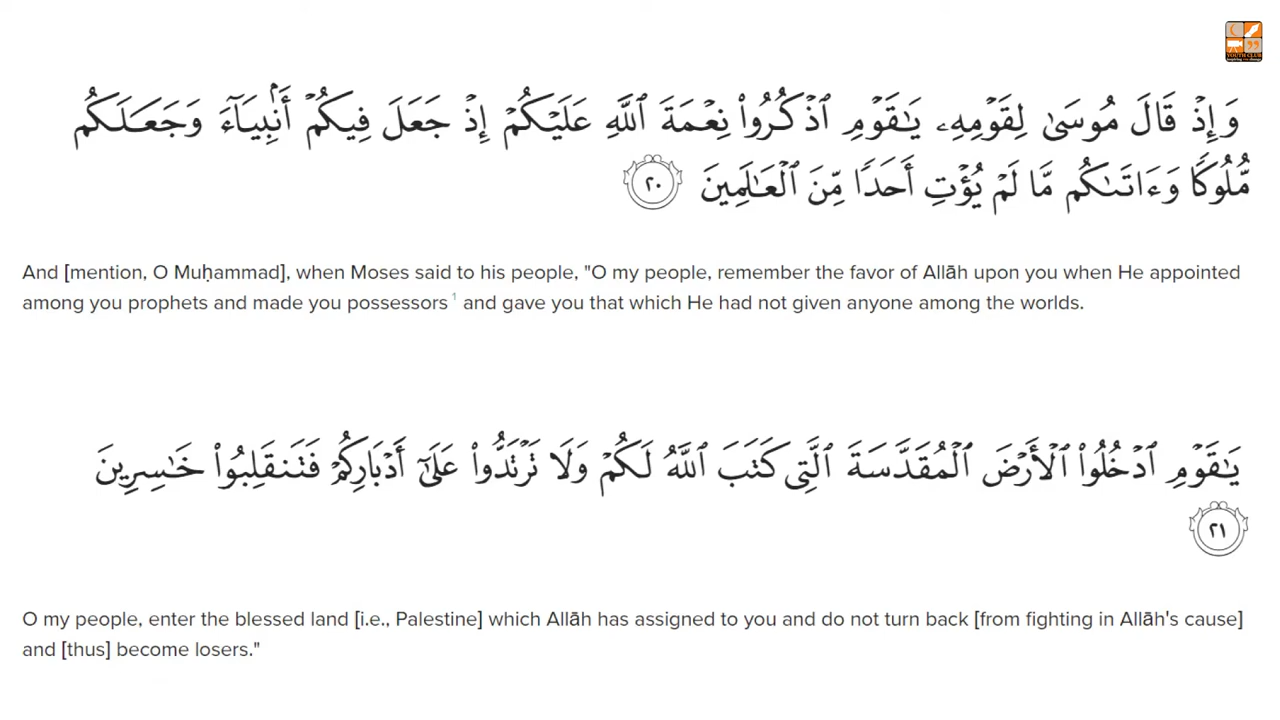 YOUTH CLUB
وَإِذْ قَالَ مُوسَىٰ لِقَوْمِهِۦ يَـٰقَوْمِ ٱذْكُرُوا۟ نِعْمَةَ ٱللَّهِ عَلَيْكُمْ إِذْ جَعَلَ فِيكُمْ أَنۢبِيَآءَ وَجَعَلَكُم
مُّلُوكًا وَءَاتَىٰكُم مَّا لَمْ يُؤْتِ أَحَدًا مِّنَ ٱلْعَـٰلَمِينَ ٢٠
And [mention, O Muḥammad], when Moses said to his people, "O my people, remember the favor of Allāh upon you when He appointed
among you prophets and made you possessors 1 and gave you that which He had not given anyone among the worlds.
يَـٰقَوْمِ ٱدْخُلُوا۟ ٱلْأَرْضَ ٱلْمُقَدَّسَةَ ٱلَّتِى كَتَبَ ٱللَّهُ لَكُمْ وَلَا تَرْتَدُّوا۟ عَلَىٰٓ أَدْبَارِكُمْ فَتَنقَلِبُوا۟ خَـٰسِرِينَ
٢١
O my people, enter the blessed land [i.e., Palestine] which Allāh has assigned to you and do not turn back [from fighting in Allāh's cause]
and [thus] become losers."